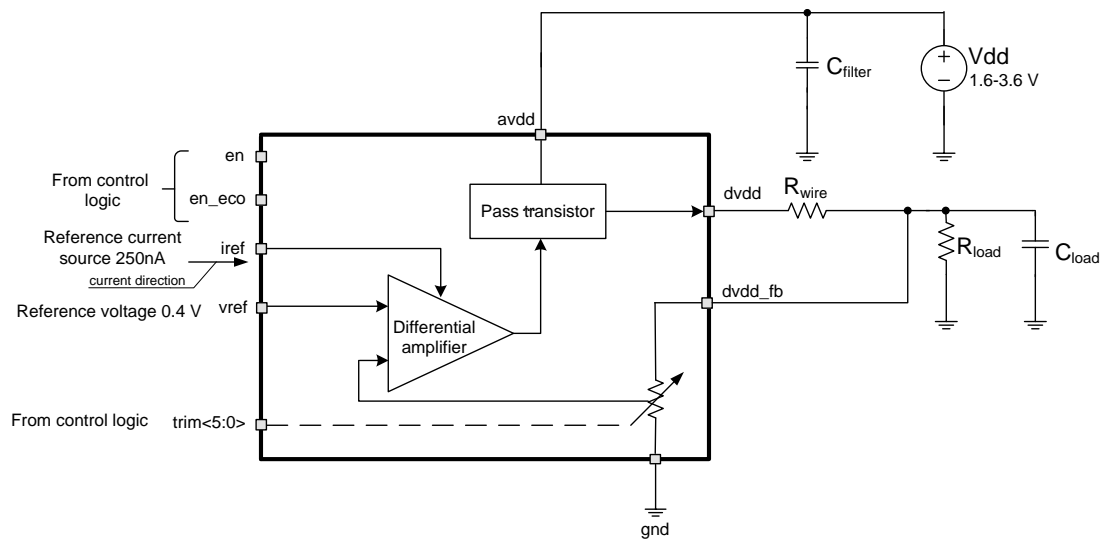 Vdd
1.6-3.6 V
Cfilter
avdd
en
From control
logic
en_eco
Pass transistor
dvdd
Rwire
Reference current
source 250nA
iref
current direction
Rload
Cload
Reference voltage 0.4 V
vref
dvdd_fb
Differential
amplifier
From control logic
trim<5:0>
gnd